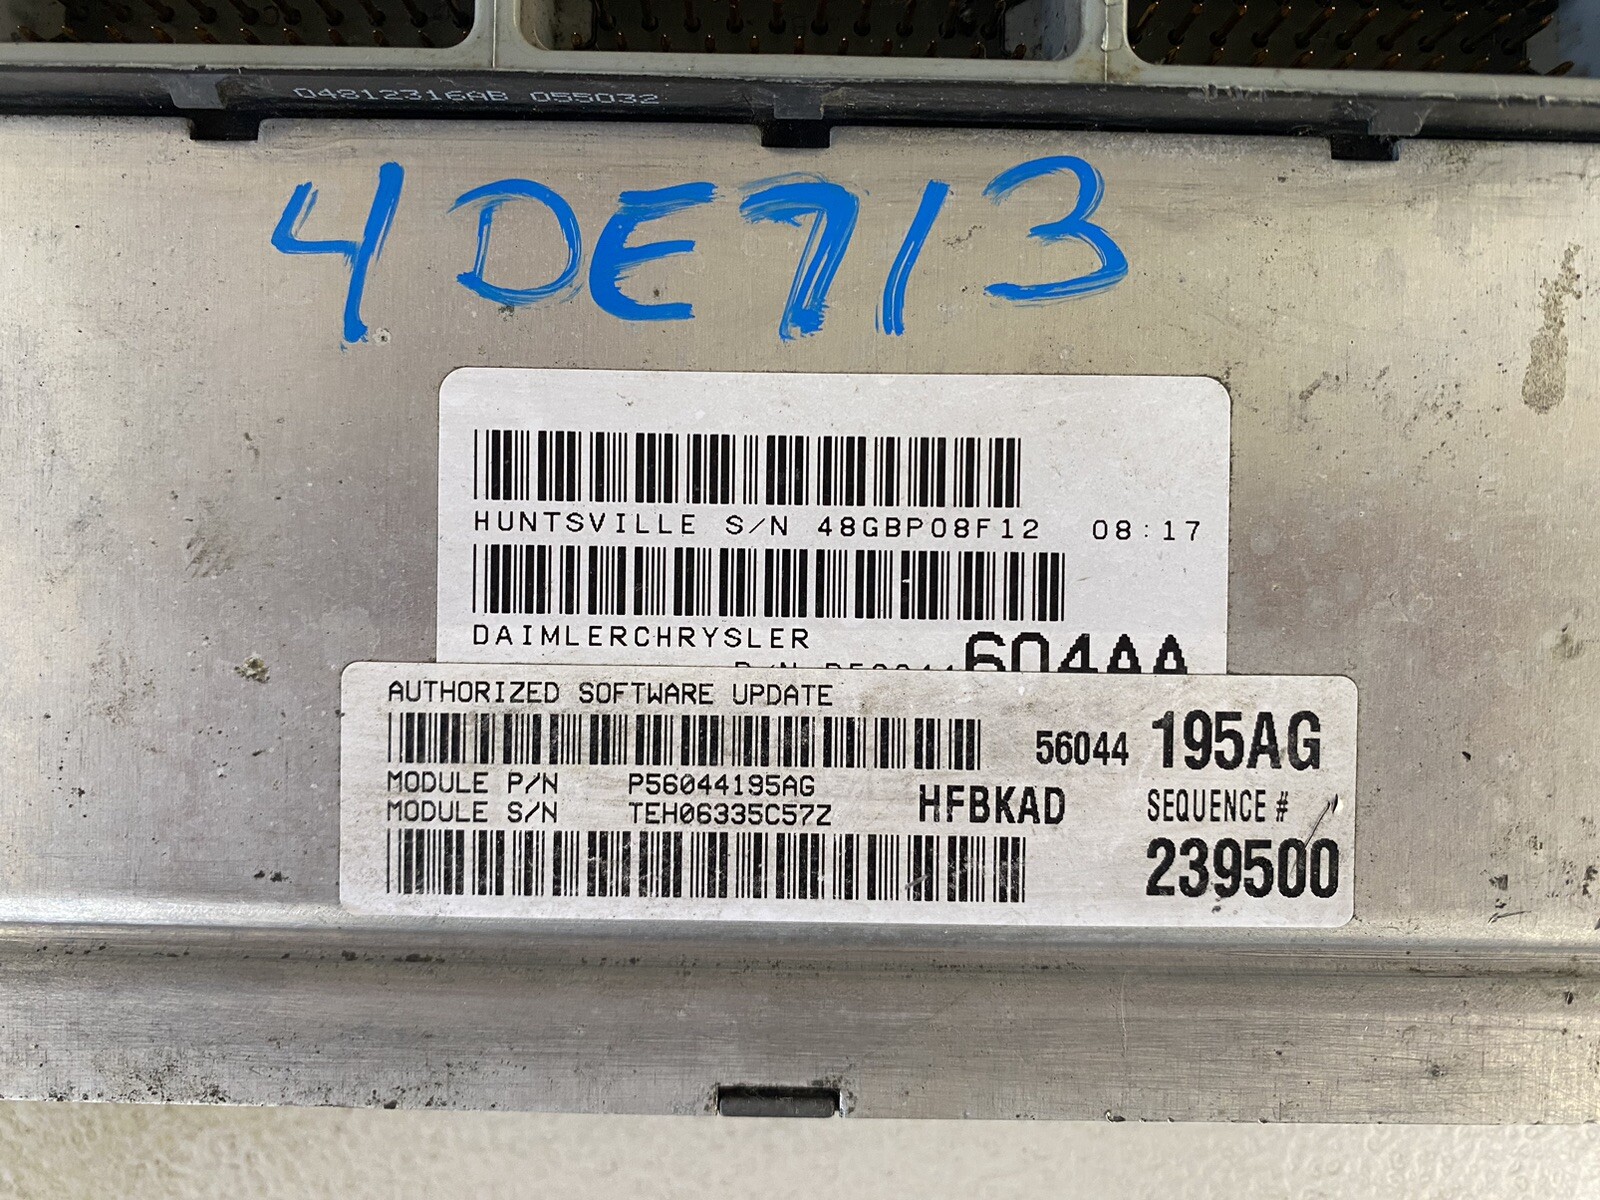 04812316AB 055032
4DE713
HUNTSVILLE S/N 48GBP08F12 08:17
DAIMLERCHRYSLER
604AA
AUTHORIZED SOFTWARE UPDATE
56044 195AG
MODULE P/N P56044195AG
MODULE S/N TEH06335C57Z
HFBKAD
SEQUENCE #
239500